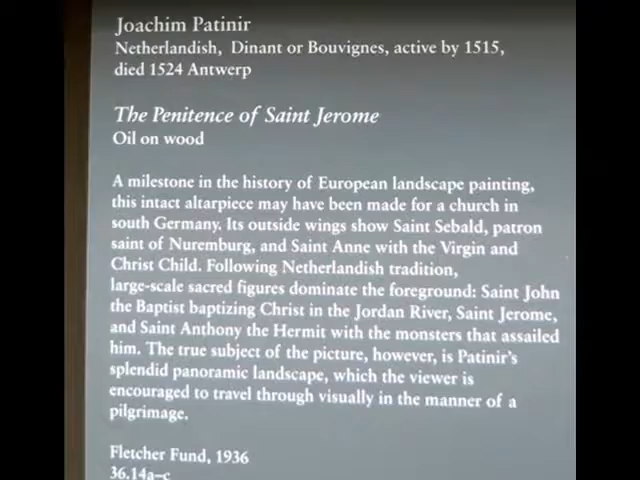 Joachim Patinir
Netherlandish, Dinant or Bouvignes, active by 1515,
died 1524 Antwerp
The Penitence of Saint Jerome
Oil on wood
A milestone in the history of European landscape painting,
this intact altarpiece may have been made for a church in
south Germany. Its outside wings show Saint Sebald, patron
saint of Nuremburg, and Saint Anne with the Virgin and
Christ Child. Following Netherlandish tradition,
large-scale sacred figures dominate the foreground: Saint John
the Baptist baptizing Christ in the Jordan River, Saint Jerome,
and Saint Anthony the Hermit with the monsters that assailed
him. The true subject of the picture, however, is Patinir's
splendid panoramic landscape, which the viewer is
encouraged to travel through visually in the manner of a
pilgrimage.
Fletcher Fund, 1936
36.14a–c